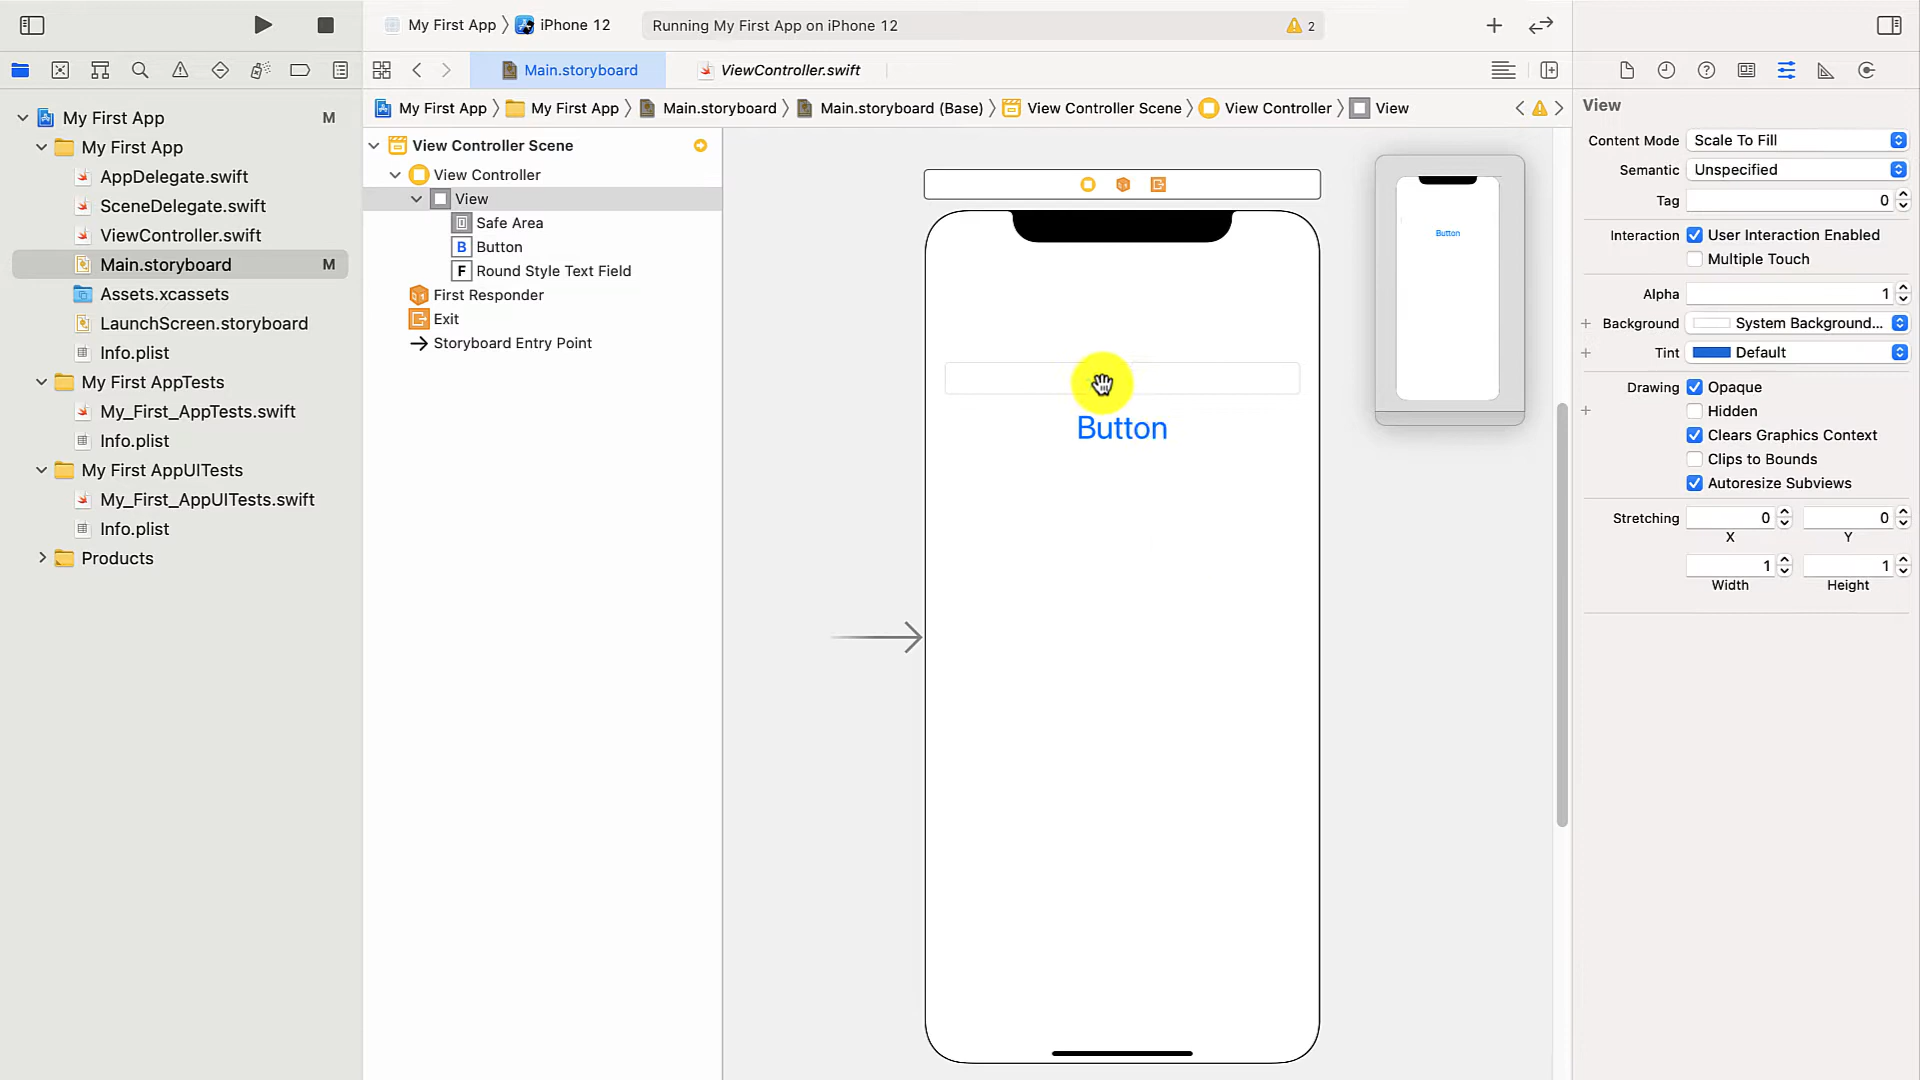 My First App iPhone 12 Running My First App on iPhone 12 2
Main.storyboard ViewController.swift
My First App My First App Main.storyboard Main.storyboard (Base) View Controller Scene View Controller View
My First App M
My First App
AppDelegate.swift
SceneDelegate.swift
ViewController.swift
Main.storyboard M
Assets.xcassets
LaunchScreen.storyboard
Info.plist
My First AppTests
My_First_AppTests.swift
Info.plist
My First AppUITests
My_First_AppUITests.swift
Info.plist
Products
View Controller Scene
View Controller
View
Safe Area
B Button
F Round Style Text Field
First Responder
Exit
Storyboard Entry Point
Button
Button
View
Content Mode Scale To Fill
Semantic Unspecified
Tag 0
Interaction User Interaction Enabled
Multiple Touch
Alpha 1
Background System Background...
Tint Default
Drawing Opaque
Hidden
Clears Graphics Context
Clips to Bounds
Autoresize Subviews
Stretching 0 0
X Y
1 1
Width Height